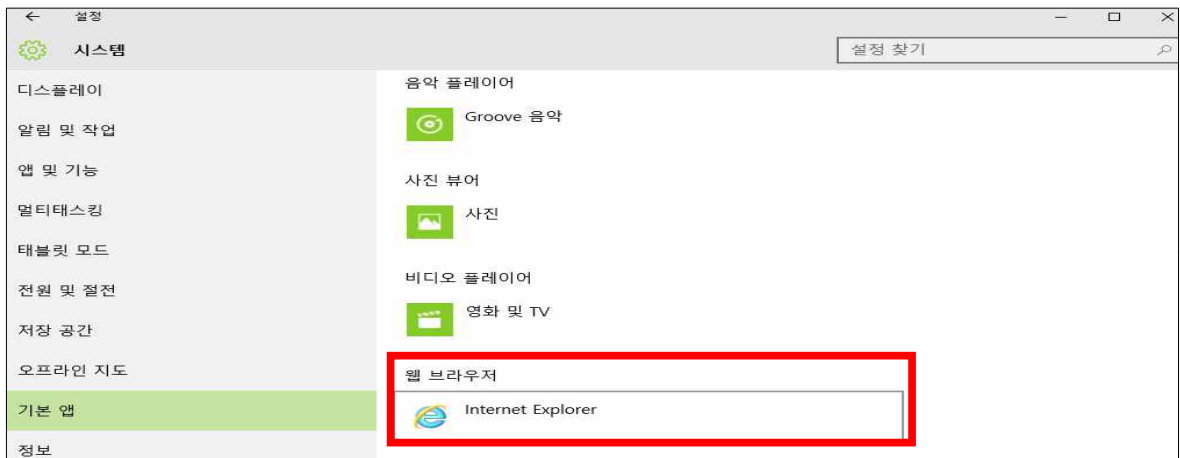 ← 설정
시스템
설정 찾기
디스플레이
알림 및 작업
앱 및 기능
멀티태스킹
태블릿 모드
전원 및 절전
저장 공간
오프라인 지도
기본 앱
정보
음악 플레이어
Groove 음악
사진 뷰어
사진
비디오 플레이어
영화 및 TV
웹 브라우저
Internet Explorer